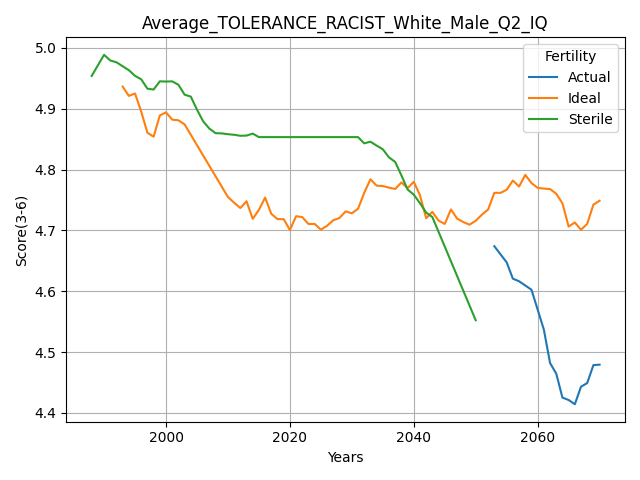 Average_TOLERANCE_RACIST_White_Male_Q2_IQ
Fertility
Actual
Ideal
Sterile
Score(3-6)
5.0
4.9
4.8
4.7
4.6
4.5
4.4
2000
2020
2040
2060
Years